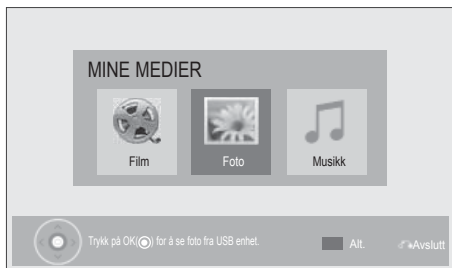 MINE MEDIER
Film Foto Musikk
Trykk på OK(◉) for å se foto fra USB enhet. Alt. Avslutt